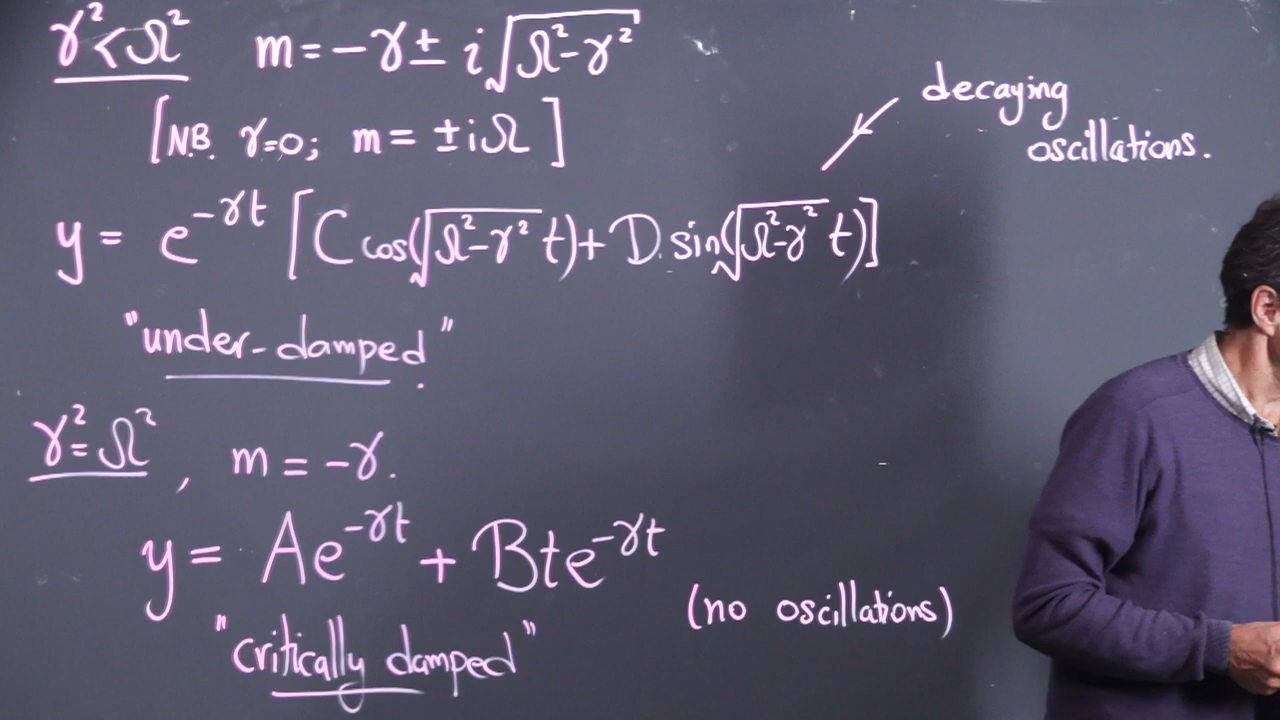 γ² < Ω² m = -γ ± i√(Ω²-γ²)
decaying
oscillations.
[N.B. γ=0; m = ±iΩ]
y = e^(-γt) [C cos(√(Ω²-γ²) t) + D sin(√(Ω²-γ²) t)]
"under-damped"
γ² = Ω², m = -γ.
y = Ae^(-γt) + Bte^(-γt)
(no oscillations)
"critically damped"